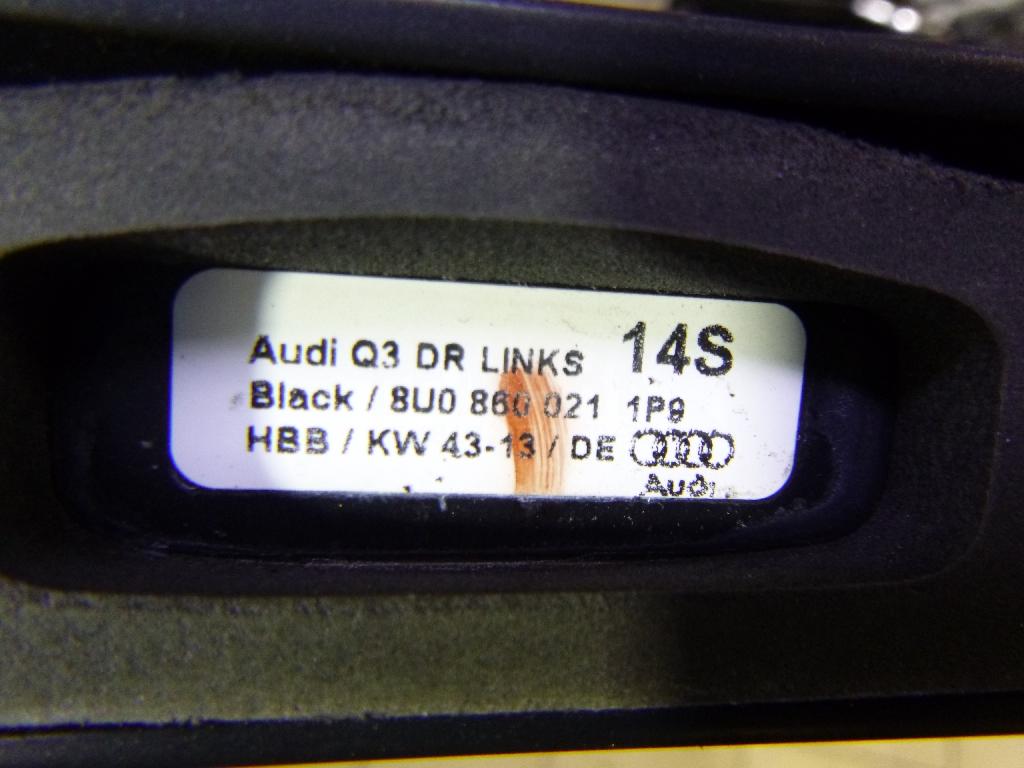 Audi Q3 DR LINKS 14S
Black / 8U0 860 021 1P9
HBB / KW 43-13 / DE
Audi